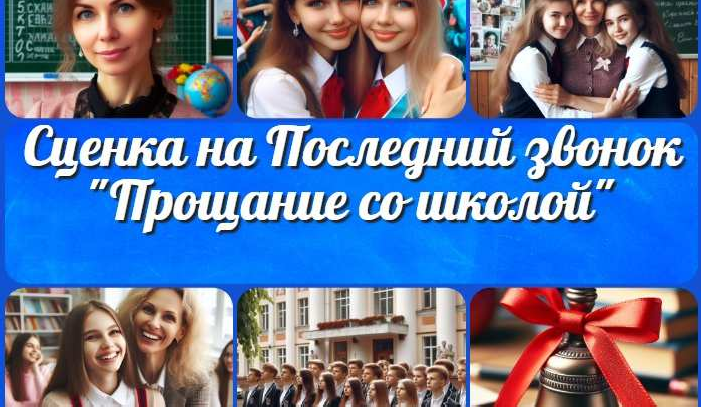 Сценка на Последний звонок
"Прощание со школой"